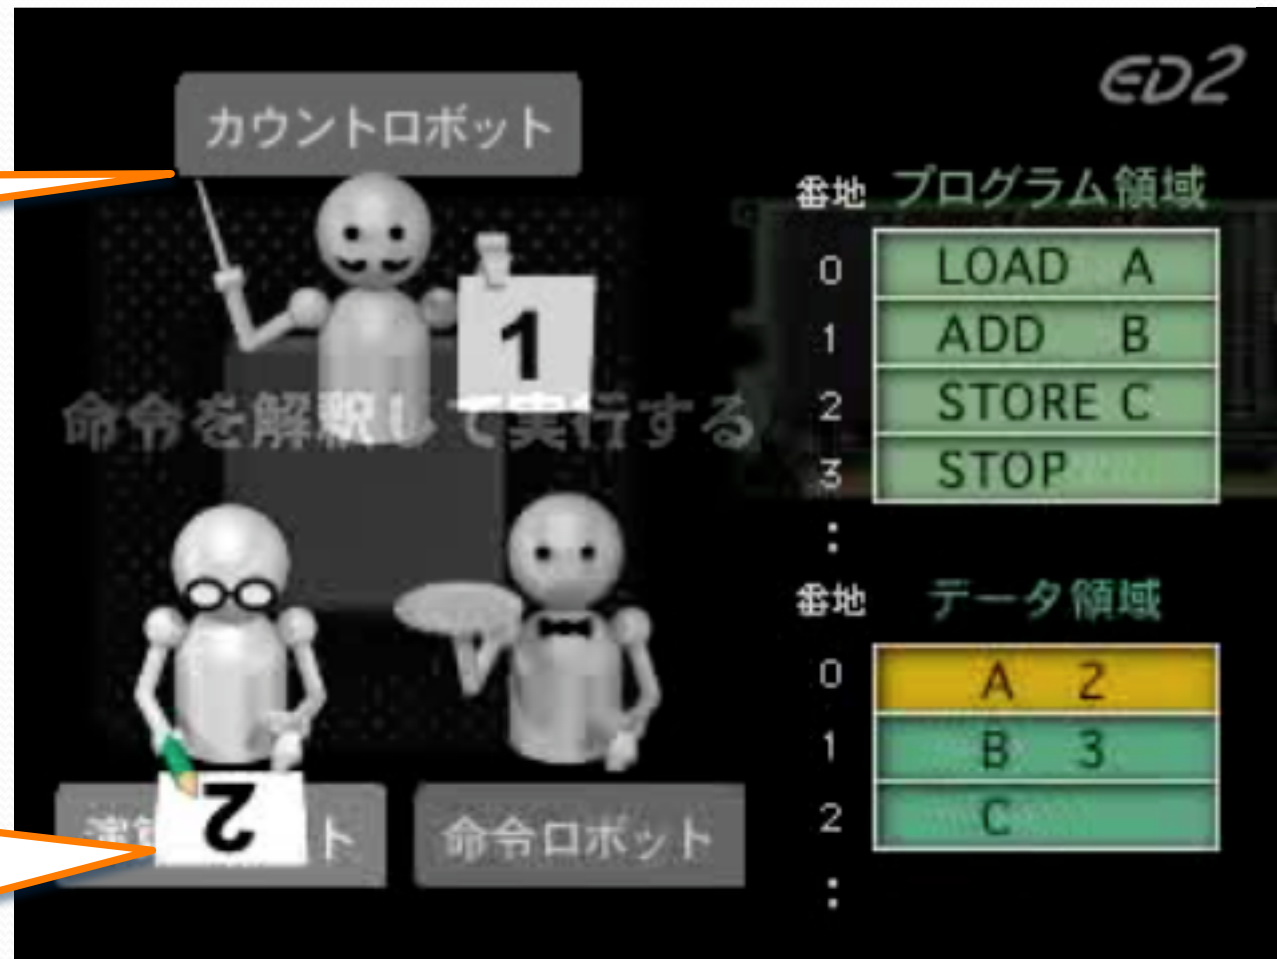 ED2
カウントロボット
1
命令を解釈して実行する
2
命令ロボット
番地 プログラム領域
0 LOAD A
1 ADD B
2 STORE C
3 STOP
:
番地 データ領域
0 A 2
1 B 3
2 C
: